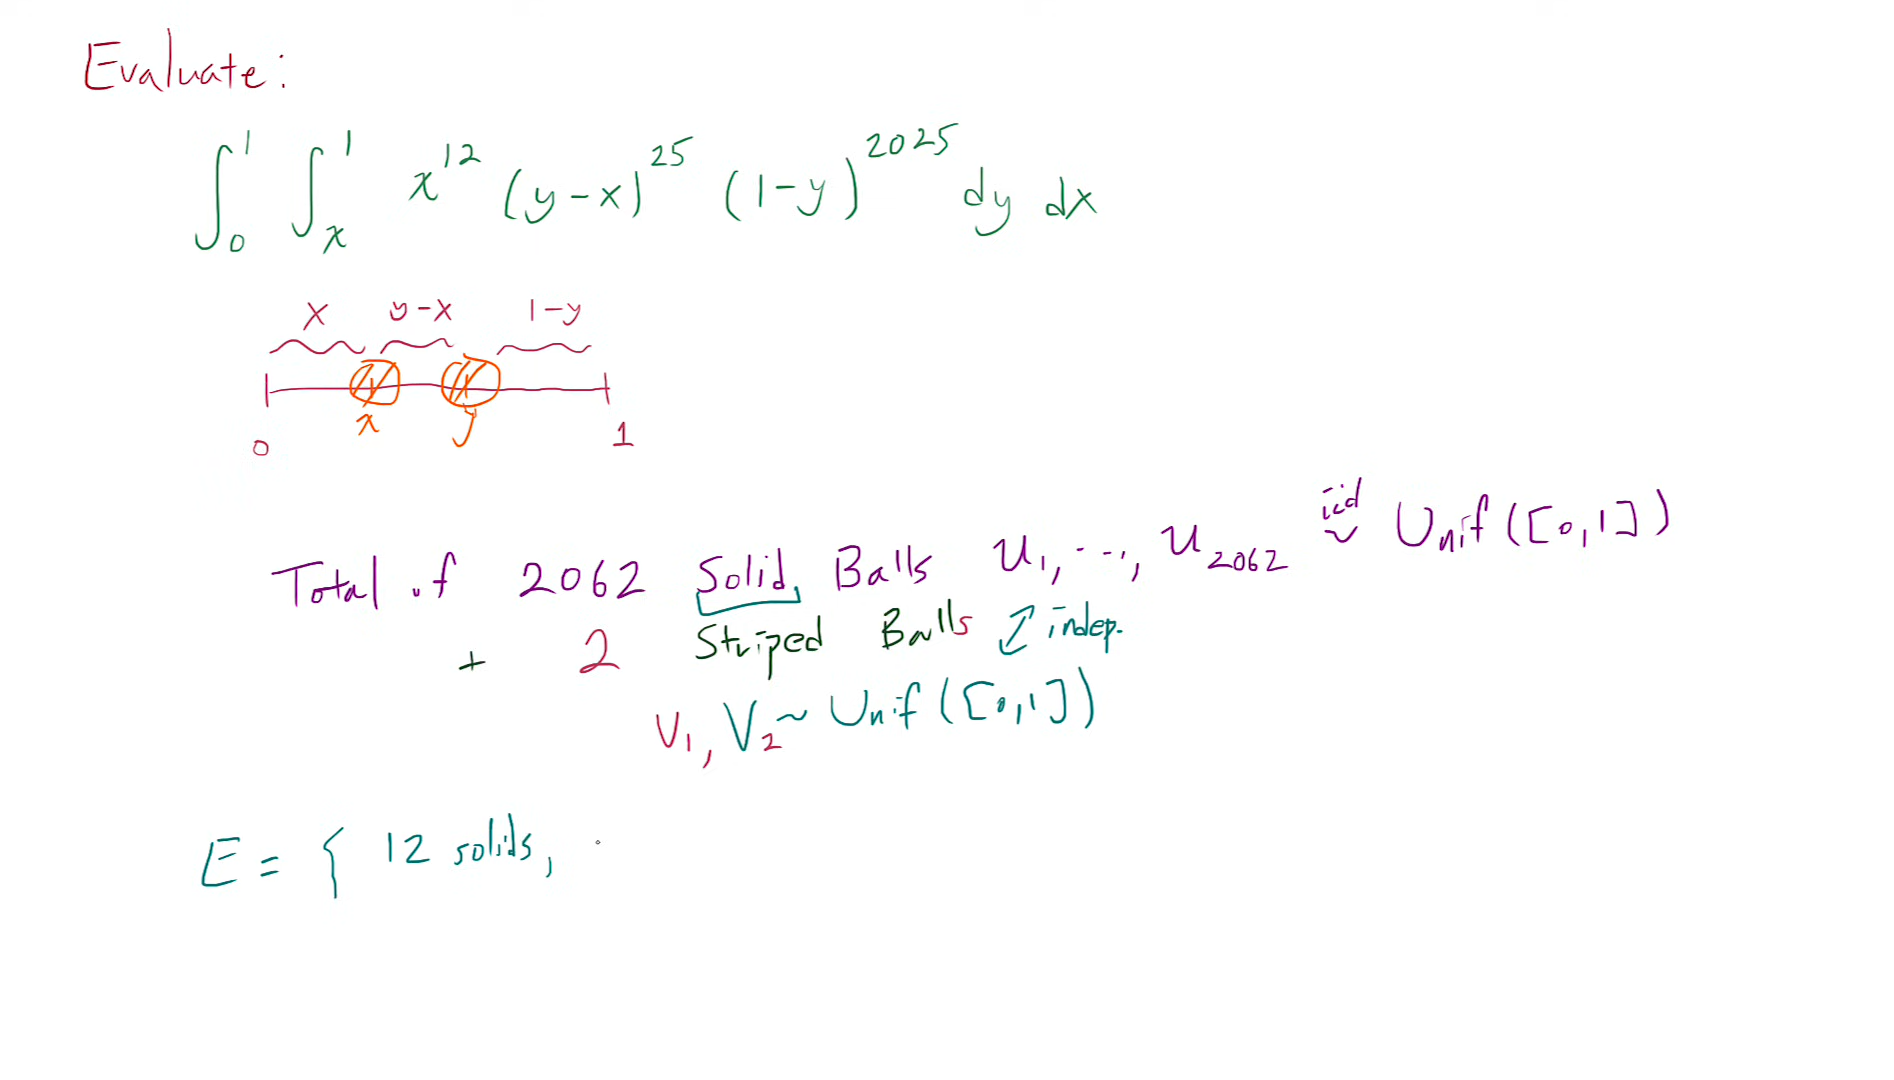 Evaluate:
∫₀¹ ∫ₓ¹ x¹² (y-x)²⁵ (1-y)²⁰²⁵ dy dx
x y-x 1-y
x y
0 1
Total of 2062 Solid Balls U₁, ..., U₂₀₆₂ iid ~ Unif([0,1])
+ 2 Striped Balls ↕ indep.
V₁, V₂ ~ Unif([0,1])
E = { 12 solids,